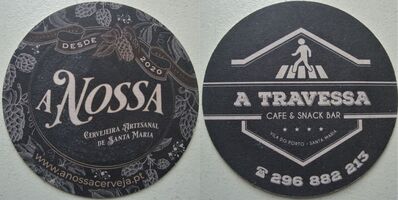 DESDE 2020
A NOSSA
CERVEJEIRA ARTESANAL
DE SANTA MARIA
www.anossacerveja.pt
A TRAVESSA
CAFE & SNACK BAR
VILA DO PORTO - SANTA MARIA
296 882 213